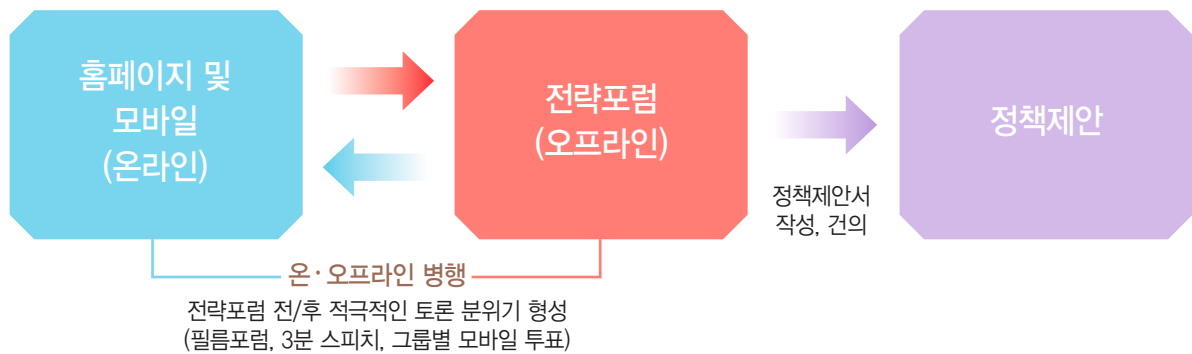 홈페이지 및
모바일
(온라인)
전략포럼
(오프라인)
정책제안
정책제안서
작성, 건의
온·오프라인 병행
전략포럼 전/후 적극적인 토론 분위기 형성
(필름포럼, 3분 스피치, 그룹별 모바일 투표)